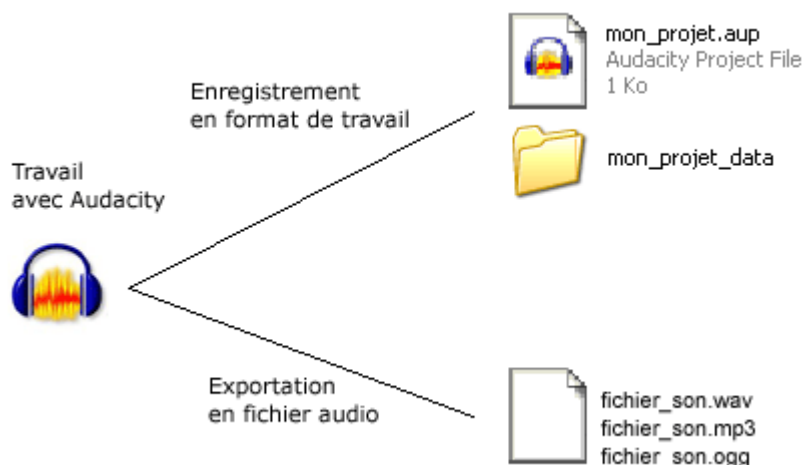 Travail
avec Audacity
Enregistrement
en format de travail
mon_projet.aup
Audacity Project File
1 Ko
mon_projet_data
Exportation
en fichier audio
fichier_son.wav
fichier_son.mp3
fichier_son.ogg